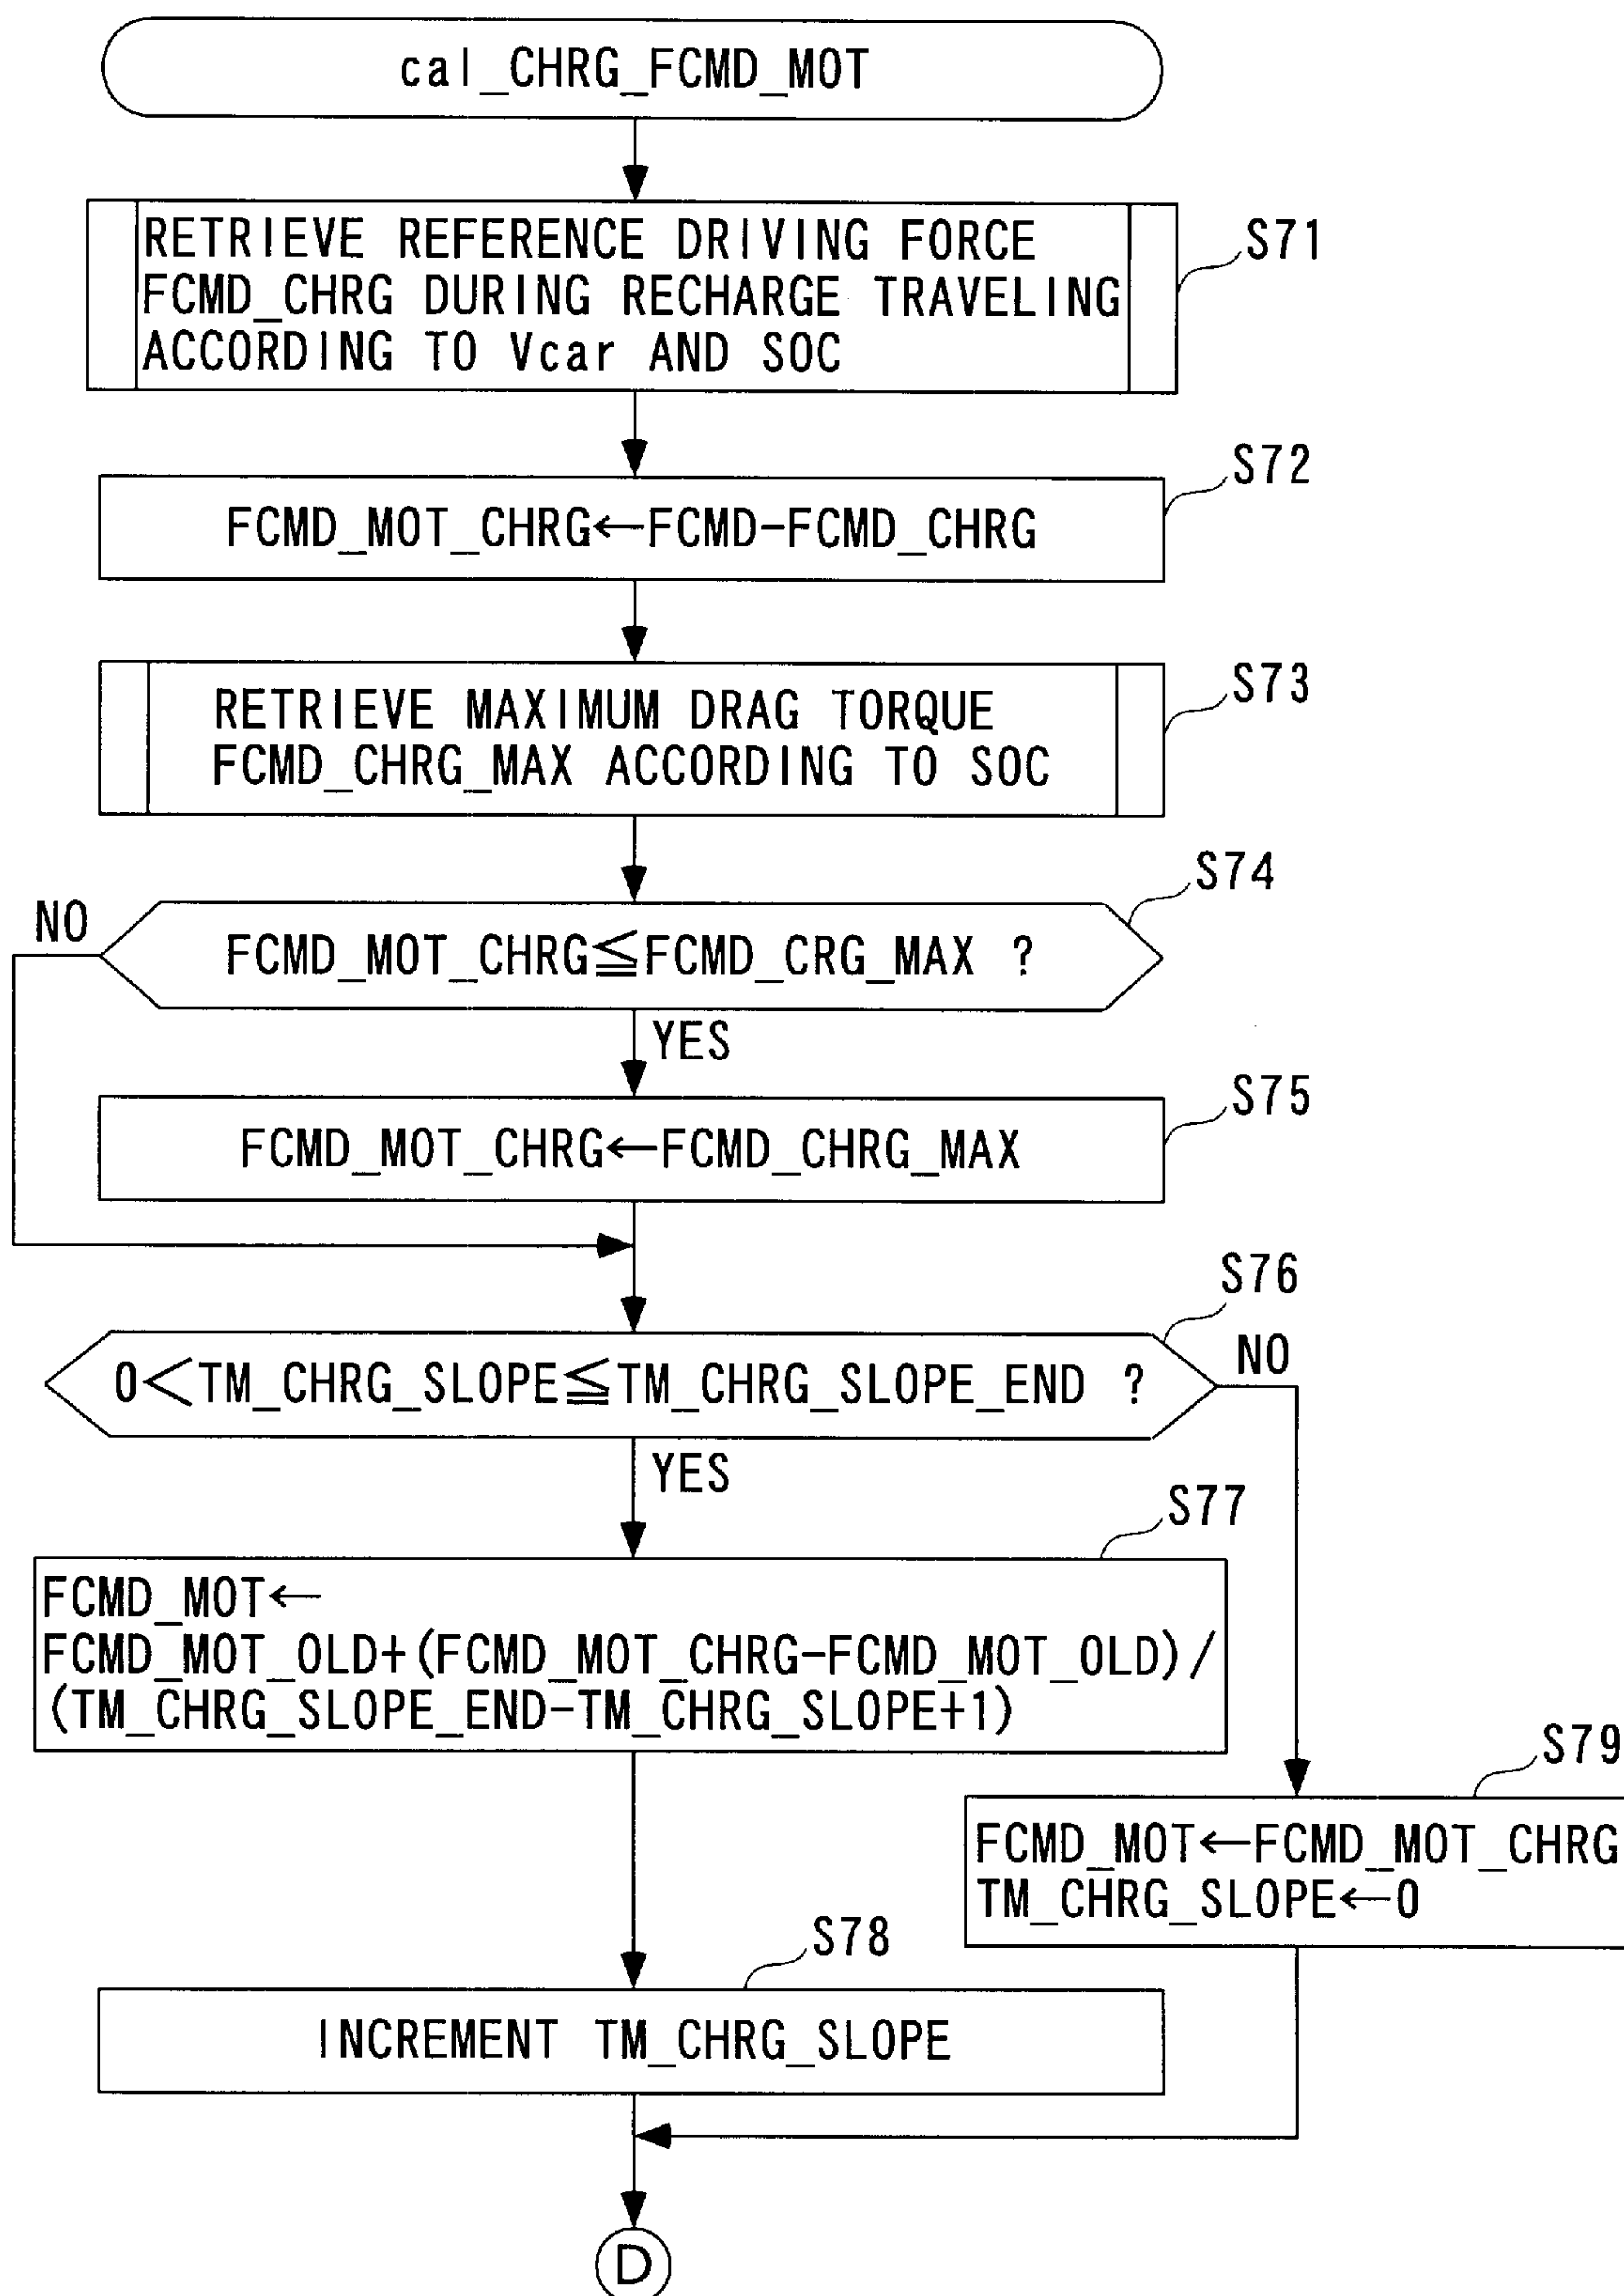 cal_CHRG_FCMD_MOT
RETRIEVE REFERENCE DRIVING FORCE
FCMD_CHRG DURING RECHARGE TRAVELING
ACCORDING TO Vcar AND SOC
S71
S72
FCMD_MOT_CHRG←FCMD-FCMD_CHRG
S73
RETRIEVE MAXIMUM DRAG TORQUE
FCMD_CHRG_MAX ACCORDING TO SOC
S74
NO
FCMD_MOT_CHRG≦FCMD_CRG_MAX ?
YES
S75
FCMD_MOT_CHRG←FCMD_CHRG_MAX
S76
NO
0<TM_CHRG_SLOPE≦TM_CHRG_SLOPE_END ?
YES
S77
FCMD_MOT←
FCMD_MOT_OLD+(FCMD_MOT_CHRG-FCMD_MOT_OLD)/
(TM_CHRG_SLOPE_END-TM_CHRG_SLOPE+1)
S79
FCMD_MOT←FCMD_MOT_CHRG
TM_CHRG_SLOPE←0
S78
INCREMENT TM_CHRG_SLOPE
D